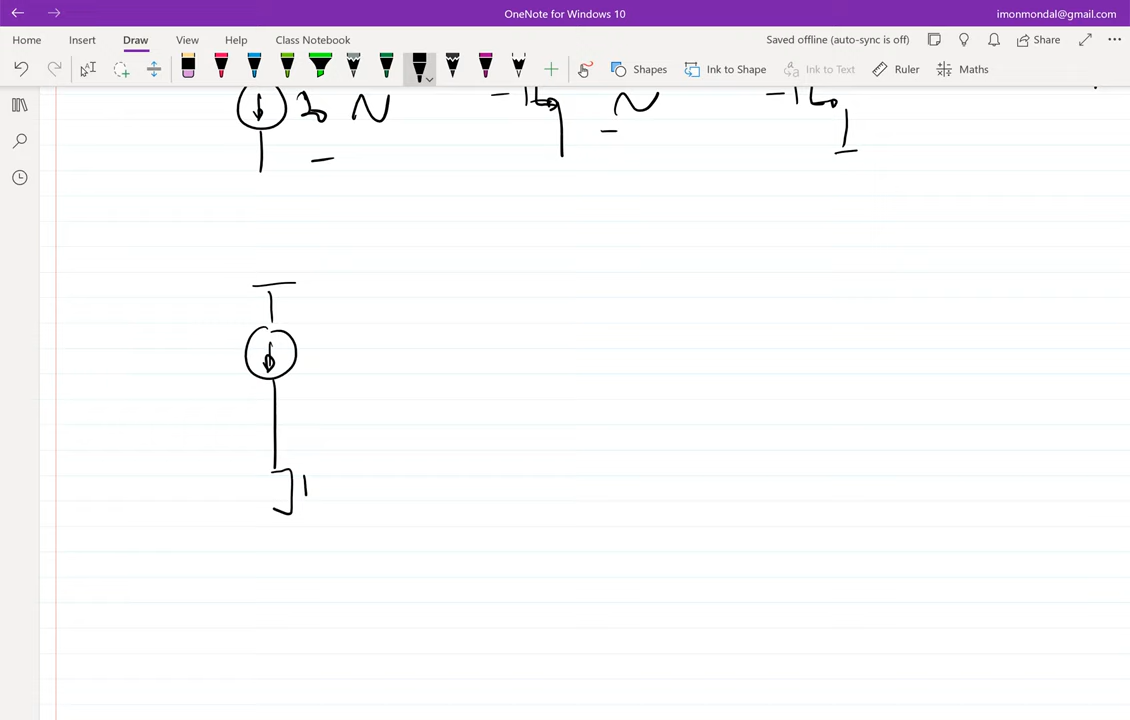 OneNote for Windows 10
imonmondal@gmail.com
Home Insert Draw View Help Class Notebook
Saved offline (auto-sync is off) Share
Shapes Ink to Shape Ink to Text Ruler Maths
N N